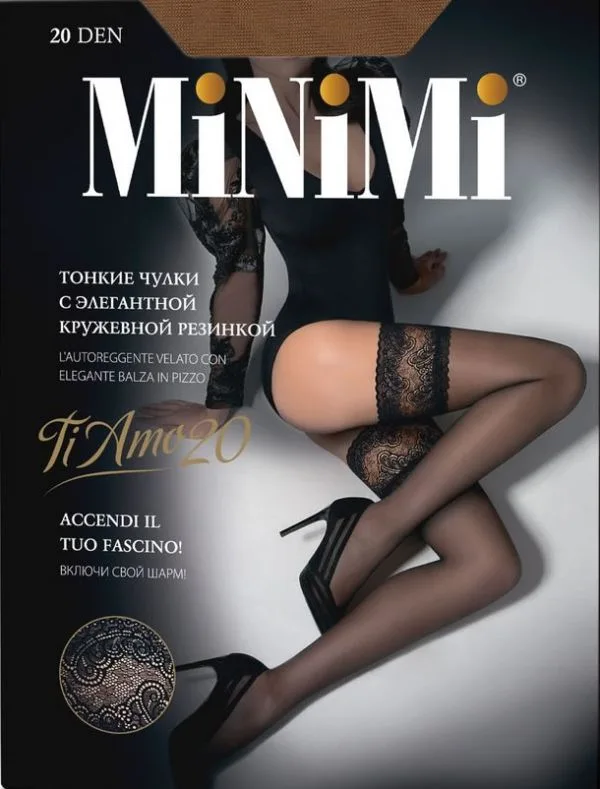 20 DEN
MiNiMi®
ТОНКИЕ ЧУЛКИ
С ЭЛЕГАНТНОЙ
КРУЖЕВНОЙ РЕЗИНКОЙ
L'AUTOREGGENTE VELATO CON
ELEGANTE BALZA IN PIZZO
Ti Amo 20
ACCENDI IL
TUO FASCINO!
ВКЛЮЧИ СВОЙ ШАРМ!